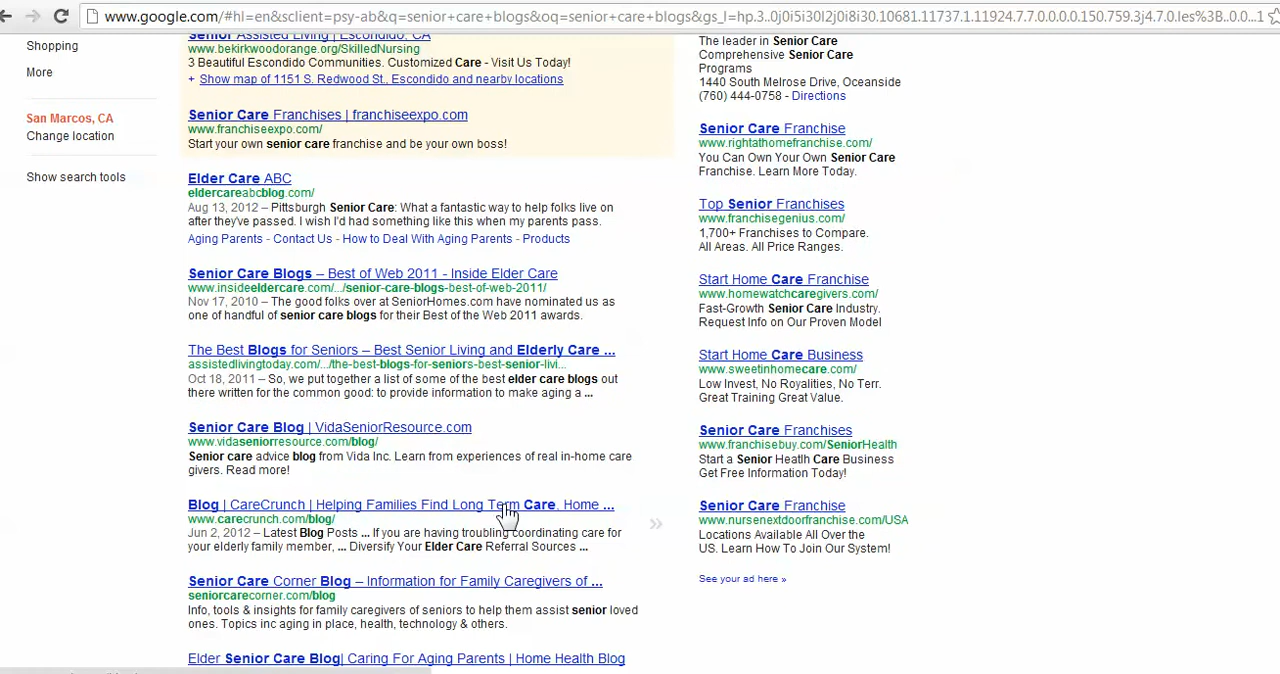 www.google.com/#hl=en&sclient=psy-ab&q=senior+care+blogs&oq=senior+care+blogs&gs_l=hp.3..0j0i5i30l2j0i8i30.10681.11737.1.11924.7.7.0.0.0.0.150.759.3j4.7.0.les%3B..0.0...1
Shopping
More
San Marcos, CA
Change location
Show search tools
Senior Assisted Living | Escondido, CA
www.bekirkwoodorange.org/SkilledNursing
3 Beautiful Escondido Communities. Customized Care - Visit Us Today!
+ Show map of 1151 S. Redwood St., Escondido and nearby locations
Senior Care Franchises | franchiseexpo.com
www.franchiseexpo.com/
Start your own senior care franchise and be your own boss!
Elder Care ABC
eldercareabcblog.com/
Aug 13, 2012 – Pittsburgh Senior Care: What a fantastic way to help folks live on
after they've passed. I wish I'd had something like this when my parents pass.
Aging Parents - Contact Us - How to Deal With Aging Parents - Products
Senior Care Blogs – Best of Web 2011 - Inside Elder Care
www.insideeldercare.com/.../senior-care-blogs-best-of-web-2011/
Nov 17, 2010 – The good folks over at SeniorHomes.com have nominated us as
one of handful of senior care blogs for their Best of the Web 2011 awards.
The Best Blogs for Seniors – Best Senior Living and Elderly Care ...
assistedlivingtoday.com/.../the-best-blogs-for-seniors-best-senior-livi...
Oct 18, 2011 – So, we put together a list of some of the best elder care blogs out
there written for the common good: to provide information to make aging a ...
Senior Care Blog | VidaSeniorResource.com
www.vidaseniorresource.com/blog/
Senior care advice blog from Vida Inc. Learn from experiences of real in-home care
givers. Read more!
Blog | CareCrunch | Helping Families Find Long Term Care, Home ...
www.carecrunch.com/blog/
Jun 2, 2012 – Latest Blog Posts ... If you are having troubling coordinating care for
your elderly family member, ... Diversify Your Elder Care Referral Sources ...
Senior Care Corner Blog – Information for Family Caregivers of ...
seniorcarecorner.com/blog
Info, tools & insights for family caregivers of seniors to help them assist senior loved
ones. Topics inc aging in place, health, technology & others.
Elder Senior Care Blog| Caring For Aging Parents | Home Health Blog
»
The leader in Senior Care
Comprehensive Senior Care
Programs
1440 South Melrose Drive, Oceanside
(760) 444-0758 - Directions
Senior Care Franchise
www.rightathomefranchise.com/
You Can Own Your Own Senior Care
Franchise. Learn More Today.
Top Senior Franchises
www.franchisegenius.com/
1,700+ Franchises to Compare.
All Areas. All Price Ranges.
Start Home Care Franchise
www.homewatchcaregivers.com/
Fast-Growth Senior Care Industry.
Request Info on Our Proven Model
Start Home Care Business
www.sweetinhomecare.com/
Low Invest, No Royalities, No Terr.
Great Training Great Value.
Senior Care Franchises
www.franchisebuy.com/SeniorHealth
Start a Senior Heatlh Care Business
Get Free Information Today!
Senior Care Franchise
www.nursenextdoorfranchise.com/USA
Locations Available All Over the
US. Learn How To Join Our System!
See your ad here »